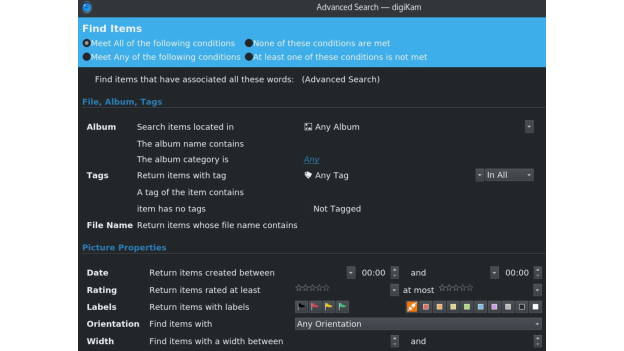 Advanced Search — digiKam
Find Items
Meet All of the following conditions None of these conditions are met
Meet Any of the following conditions At least one of these conditions is not met
Find items that have associated all these words: (Advanced Search)
File, Album, Tags
Album Search items located in Any Album
The album name contains
The album category is Any
Tags Return items with tag Any Tag In All
A tag of the item contains
item has no tags Not Tagged
File Name Return items whose file name contains
Picture Properties
Date Return items created between 00:00 and 00:00
Rating Return items rated at least at most
Labels Return items with labels
Orientation Find items with Any Orientation
Width Find items with a width between and